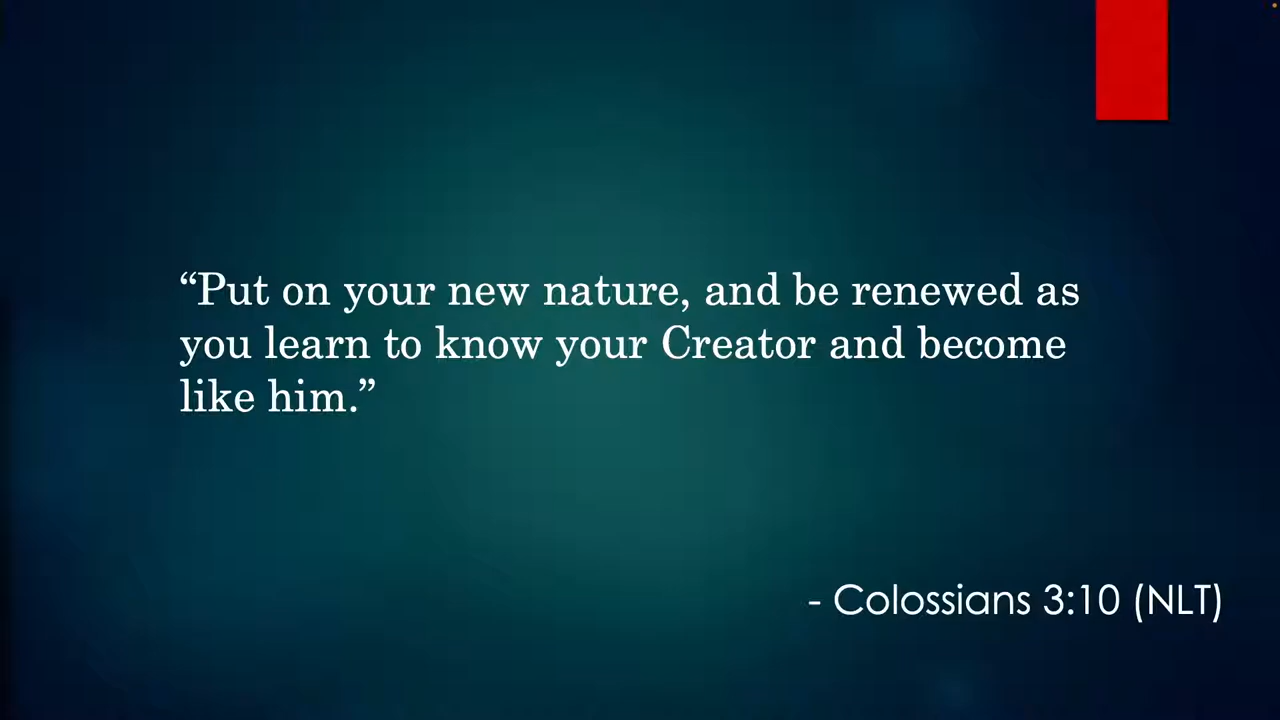 “Put on your new nature, and be renewed as
you learn to know your Creator and become
like him.”
- Colossians 3:10 (NLT)